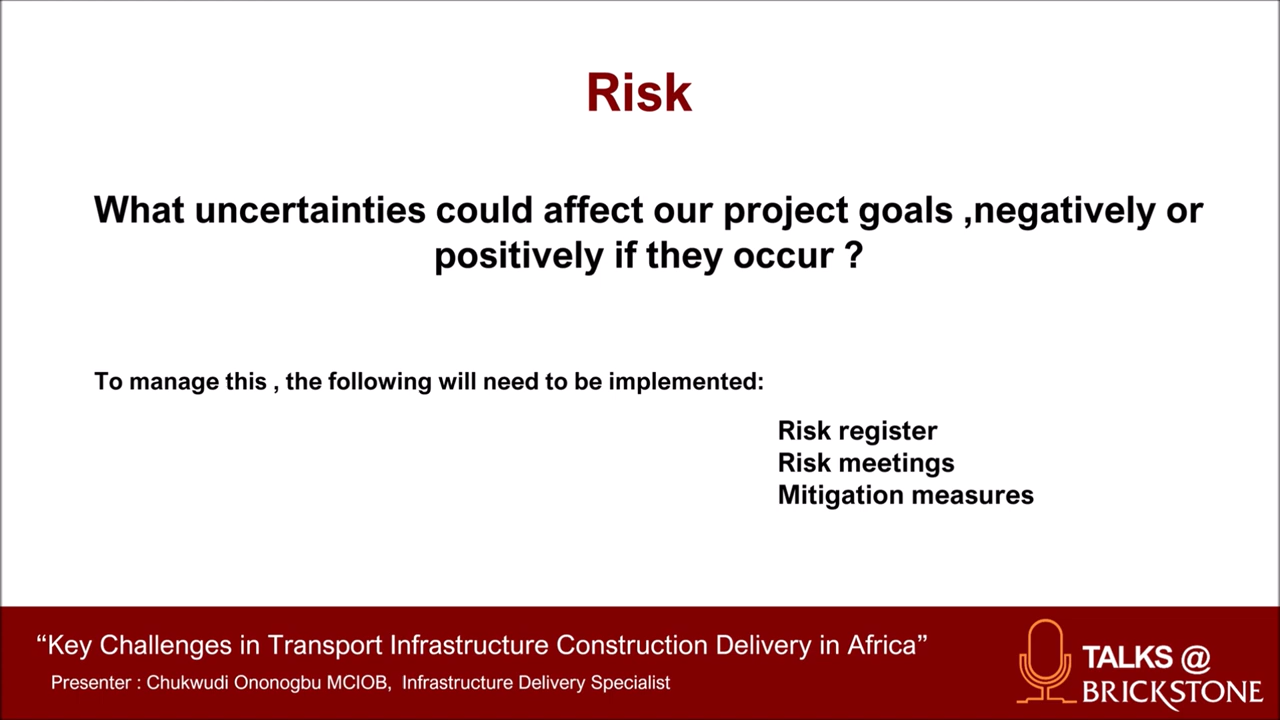 Risk
What uncertainties could affect our project goals ,negatively or
positively if they occur ?
To manage this , the following will need to be implemented:
Risk register
Risk meetings
Mitigation measures
“Key Challenges in Transport Infrastructure Construction Delivery in Africa”
Presenter : Chukwudi Ononogbu MCIOB, Infrastructure Delivery Specialist
TALKS @
BRICKSTONE